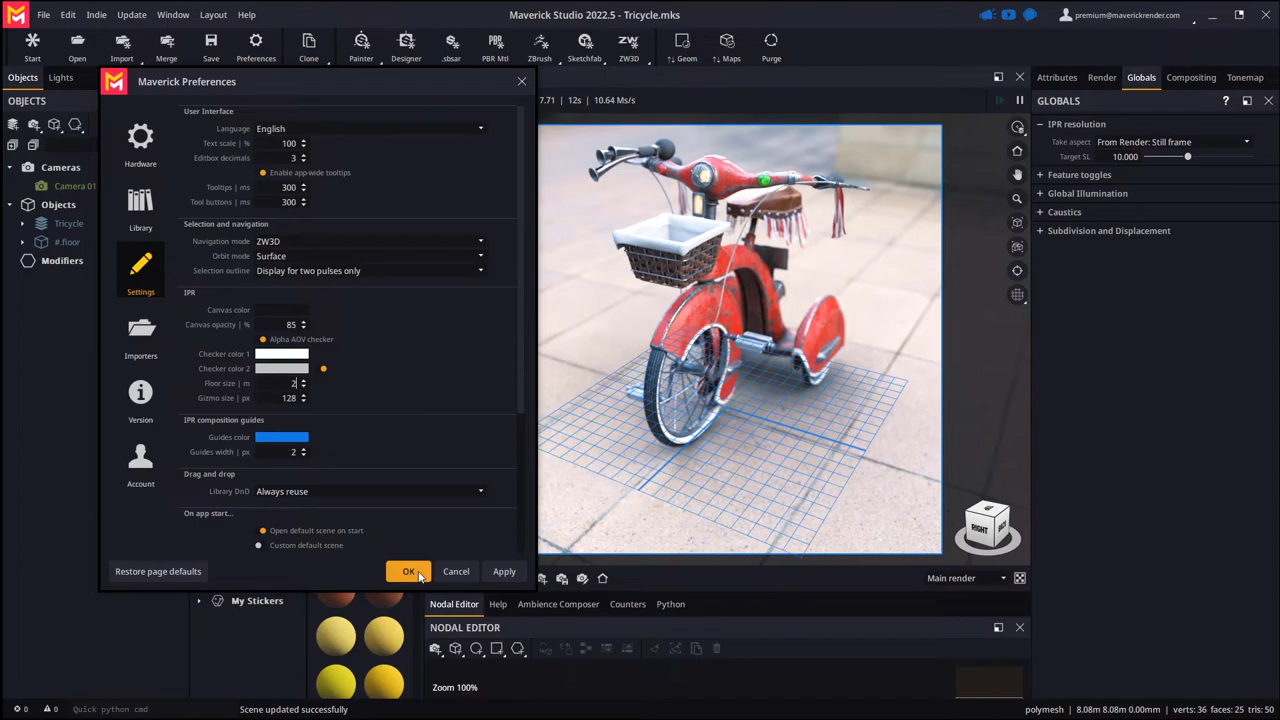 File Edit Index Update Window Layout Help
Maverick Studio 2022.5 - Tricycle.mks
premium@maverickrender.com
Start Open Import Merge Save Preferences Clone Painter Designer .sbsar PBR Mtl ZBrush Sketchfab ZW3D ↑↓ Geom ↑↓ Maps Purge
PBR
ZW
Objects Lights
OBJECTS
Cameras
Camera 01
Objects
Tricycle
#.floor
Modifiers
Maverick Preferences
Hardware
Library
Settings
Importers
Version
Account
User Interface
Language English
Text scale | % 100
Editbox decimals 3
Enable app-wide tooltips
Tooltips | ms 300
Tool buttons | ms 300
Selection and navigation
Navigation mode ZW3D
Orbit mode Surface
Selection outline Display for two pulses only
IPR
Canvas color
Canvas opacity | % 85
Alpha AOV checker
Checker color 1
Checker color 2
Floor size | m 2
Gizmo size | px 128
IPR composition guides
Guides color
Guides width | px 2
Drag and drop
Library DnD Always reuse
On app start...
Open default scene on start
Custom default scene
Restore page defaults OK Cancel Apply
7.71 | 12s | 10.64 Ms/s
RIGHT
BACK
Main render
Attributes Render Globals Compositing Tonemap
GLOBALS
IPR resolution
Take aspect From Render: Still frame
Target SL 10.000
Feature toggles
Global Illumination
Caustics
Subdivision and Displacement
My Stickers
Nodal Editor Help Ambience Composer Counters Python
NODAL EDITOR
Zoom 100%
0 0 Quick python cmd Scene updated successfully
polymesh | 8.08m 8.08m 0.00mm | verts: 36 faces: 25 tris: 50